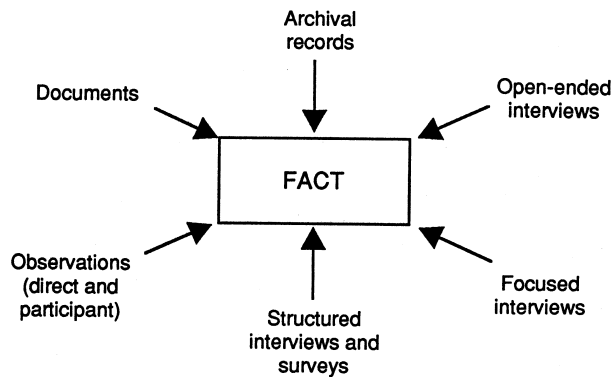 Archival
records
Documents
Open-ended
interviews
FACT
Observations
(direct and
participant)
Focused
interviews
Structured
interviews and
surveys